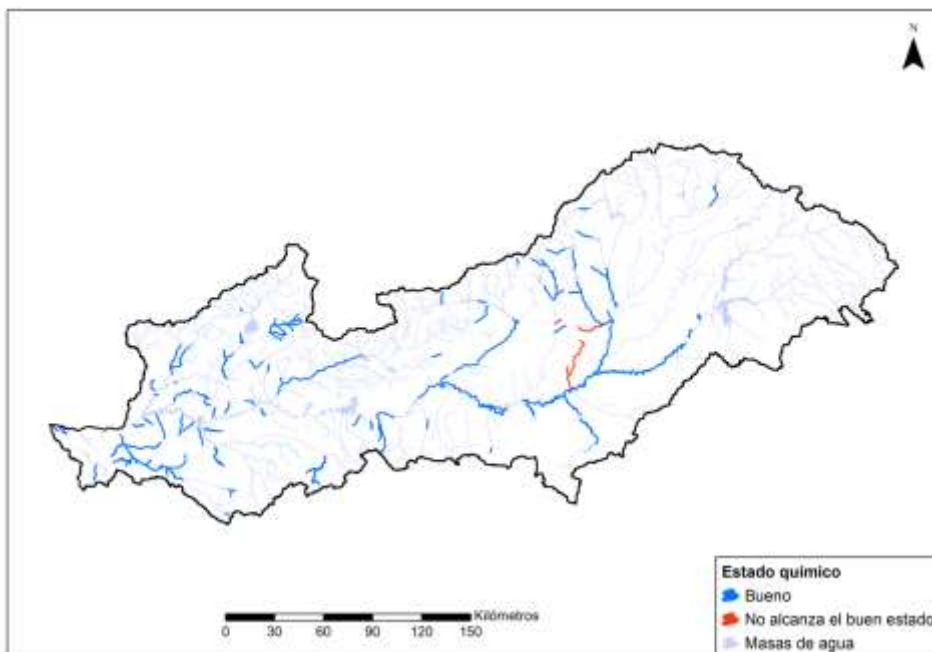 N
Kilómetros
0 30 60 90 120 150
Estado químico
Bueno
No alcanza el buen estado
Masas de agua